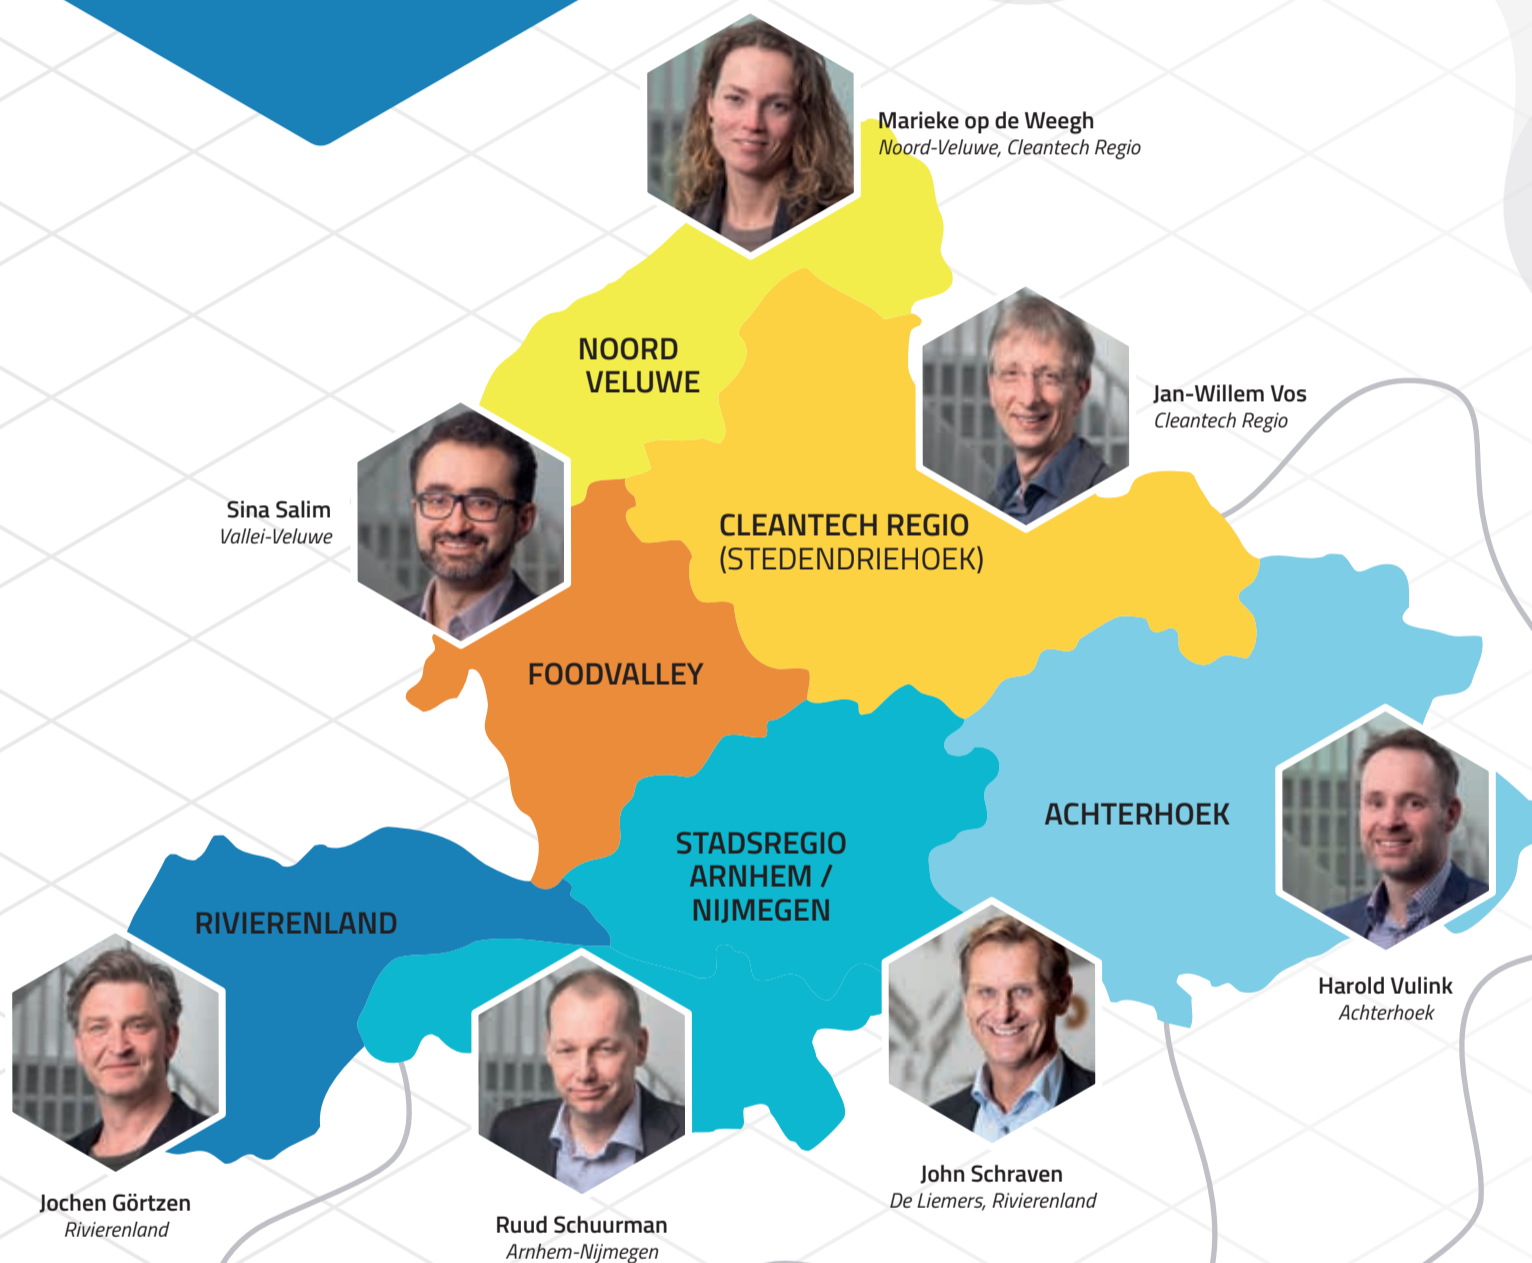 Marieke op de Weegh
Noord-Veluwe, Cleantech Regio
NOORD
VELUWE
Jan-Willem Vos
Cleantech Regio
Sina Salim
Vallei-Veluwe
CLEANTECH REGIO
(STEDENDRIEHOEK)
FOODVALLEY
ACHTERHOEK
STADSREGIO
ARNHEM /
NIJMEGEN
RIVIERENLAND
Harold Vulink
Achterhoek
John Schraven
De Liemers, Rivierenland
Jochen Görtzen
Rivierenland
Ruud Schuurman
Arnhem-Nijmegen